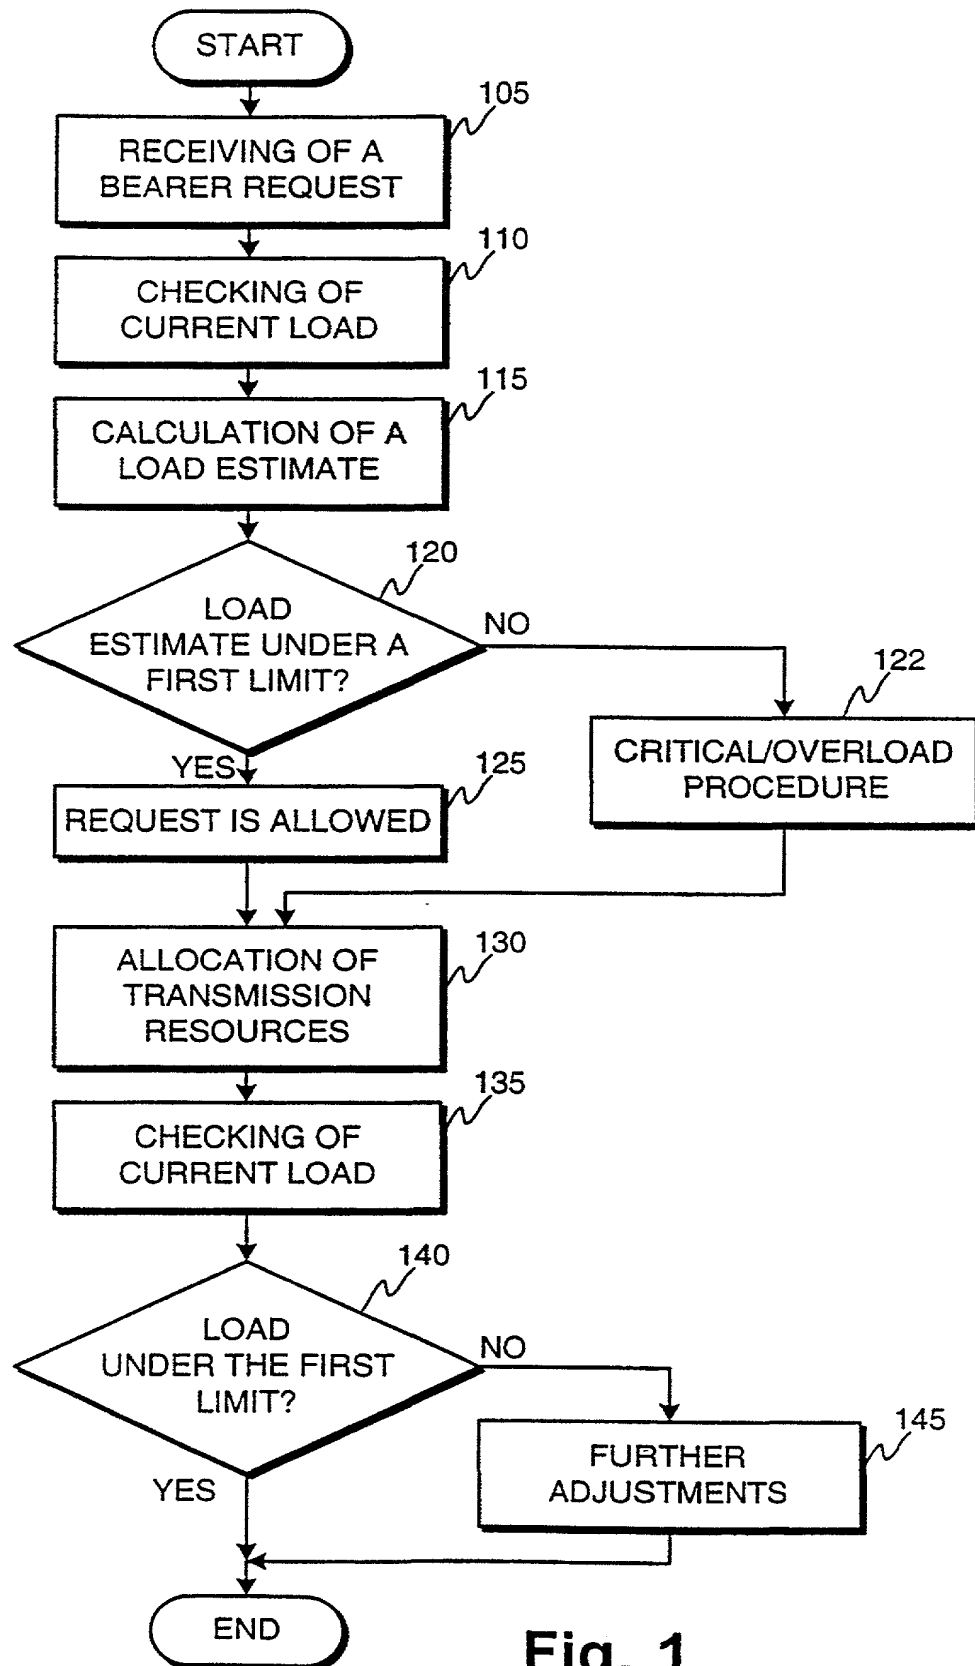 START
105
RECEIVING OF A
BEARER REQUEST
110
CHECKING OF
CURRENT LOAD
115
CALCULATION OF A
LOAD ESTIMATE
120
LOAD
ESTIMATE UNDER A
FIRST LIMIT?
NO
122
CRITICAL/OVERLOAD
PROCEDURE
YES
125
REQUEST IS ALLOWED
130
ALLOCATION OF
TRANSMISSION
RESOURCES
135
CHECKING OF
CURRENT LOAD
140
LOAD
UNDER THE FIRST
LIMIT?
NO
145
FURTHER
ADJUSTMENTS
YES
END
Fig. 1